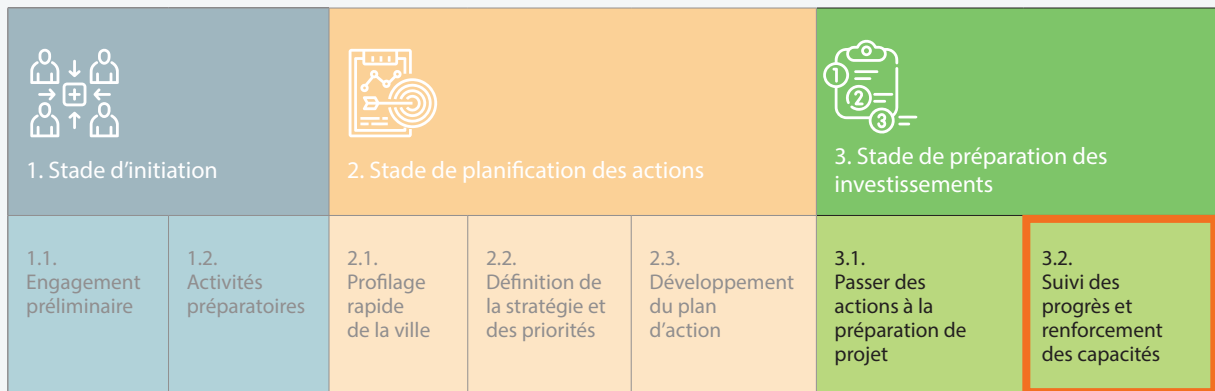 1
2
3
1. Stade d'initiation
2. Stade de planification des actions
3. Stade de préparation des
investissements
1.1.
Engagement
préliminaire
1.2.
Activités
préparatoires
2.1.
Profilage
rapide
de la ville
2.2.
Définition de
la stratégie et
des priorités
2.3.
Développement
du plan
d'action
3.1.
Passer des
actions à la
préparation de
projet
3.2.
Suivi des
progrès et
renforcement
des capacités